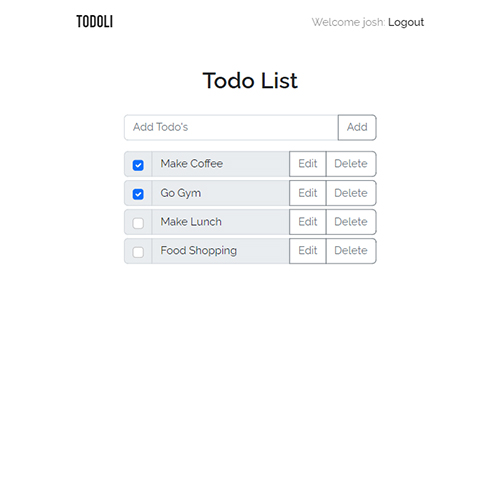 TODOLI
Welcome josh: Logout
Todo List
Add Todo's Add
Make Coffee Edit Delete
Go Gym Edit Delete
Make Lunch Edit Delete
Food Shopping Edit Delete